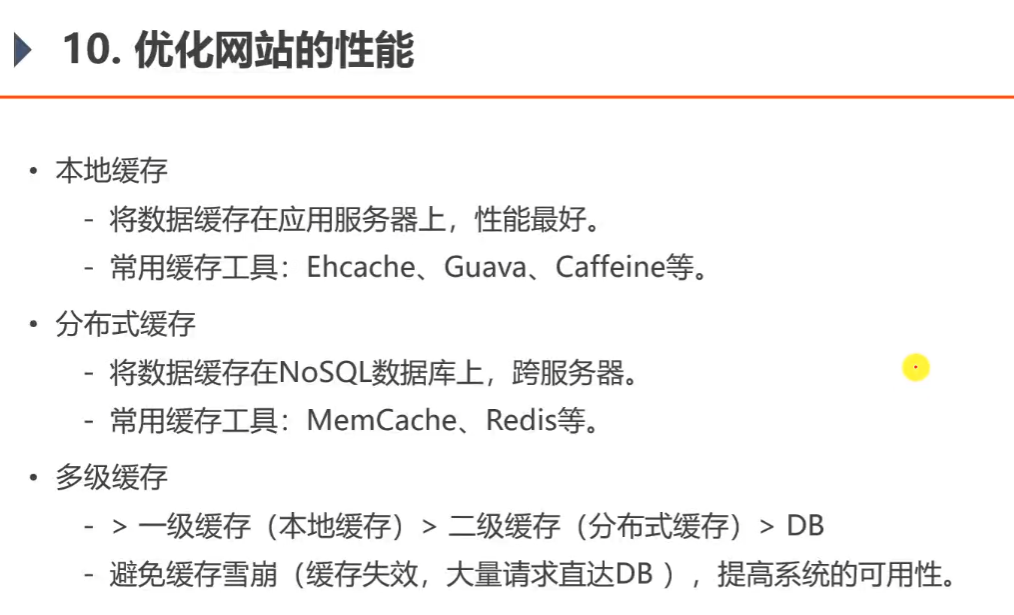 10. 优化网站的性能
• 本地缓存
- 将数据缓存在应用服务器上，性能最好。
- 常用缓存工具：Ehcache、Guava、Caffeine等。
• 分布式缓存
- 将数据缓存在NoSQL数据库上，跨服务器。
- 常用缓存工具：MemCache、Redis等。
• 多级缓存
- > 一级缓存（本地缓存）> 二级缓存（分布式缓存）> DB
- 避免缓存雪崩（缓存失效，大量请求直达DB ），提高系统的可用性。